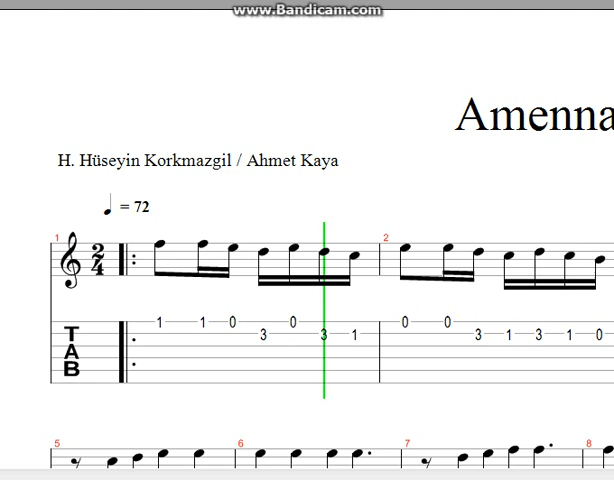 www.Bandicam.com
Amenna
H. Hüseyin Korkmazgil / Ahmet Kaya
= 72
1 2
2
4
1 1 0 0 0 0
3 3 1 3 1 3 1 0
T
A
B
5 6 7 8